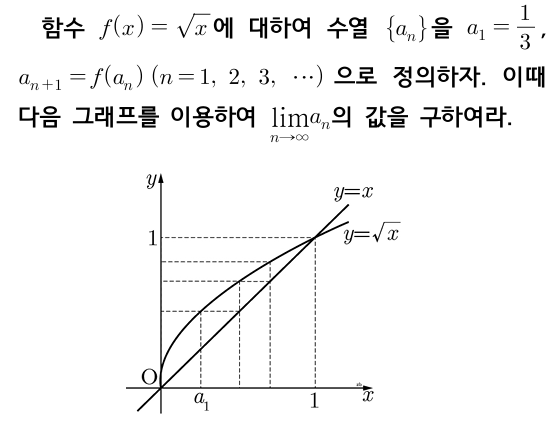 함수 f(x) = √x에 대하여 수열 {aₙ}을 a₁ = 1/3,
aₙ₊₁ = f(aₙ) (n = 1, 2, 3, ⋯) 으로 정의하자. 이때
다음 그래프를 이용하여 lim aₙ의 값을 구하여라.
n→∞
y
y=x
1
y=√x
O
a₁
1
x